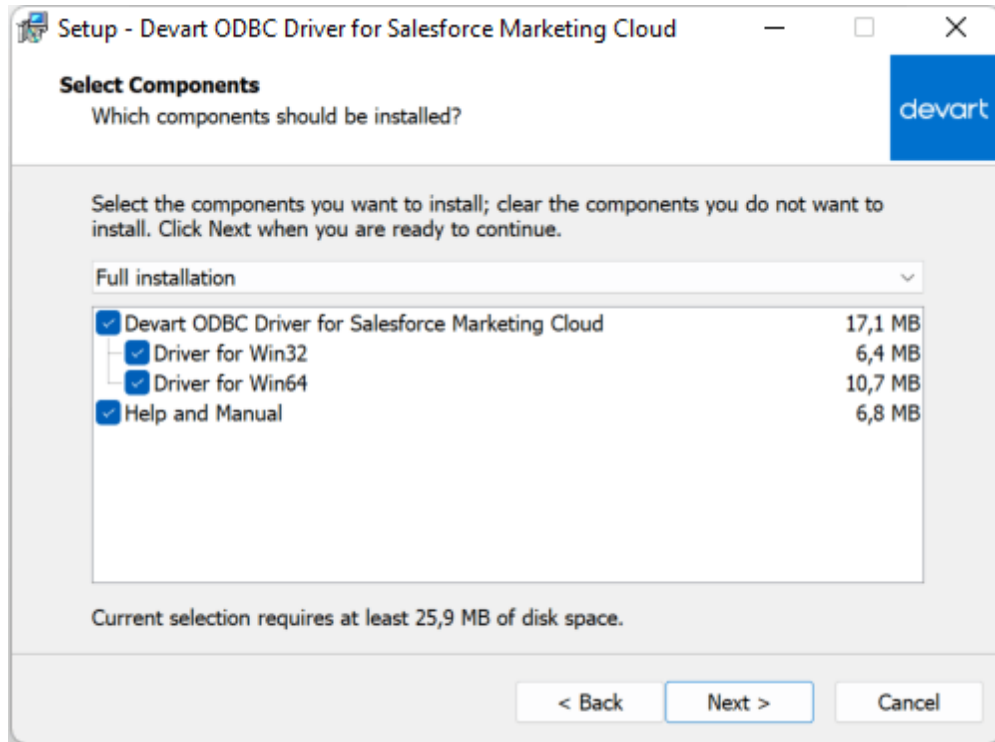 Setup - Devart ODBC Driver for Salesforce Marketing Cloud
Select Components
Which components should be installed?
devart
Select the components you want to install; clear the components you do not want to
install. Click Next when you are ready to continue.
Full installation
Devart ODBC Driver for Salesforce Marketing Cloud 17,1 MB
Driver for Win32 6,4 MB
Driver for Win64 10,7 MB
Help and Manual 6,8 MB
Current selection requires at least 25,9 MB of disk space.
< Back Next > Cancel